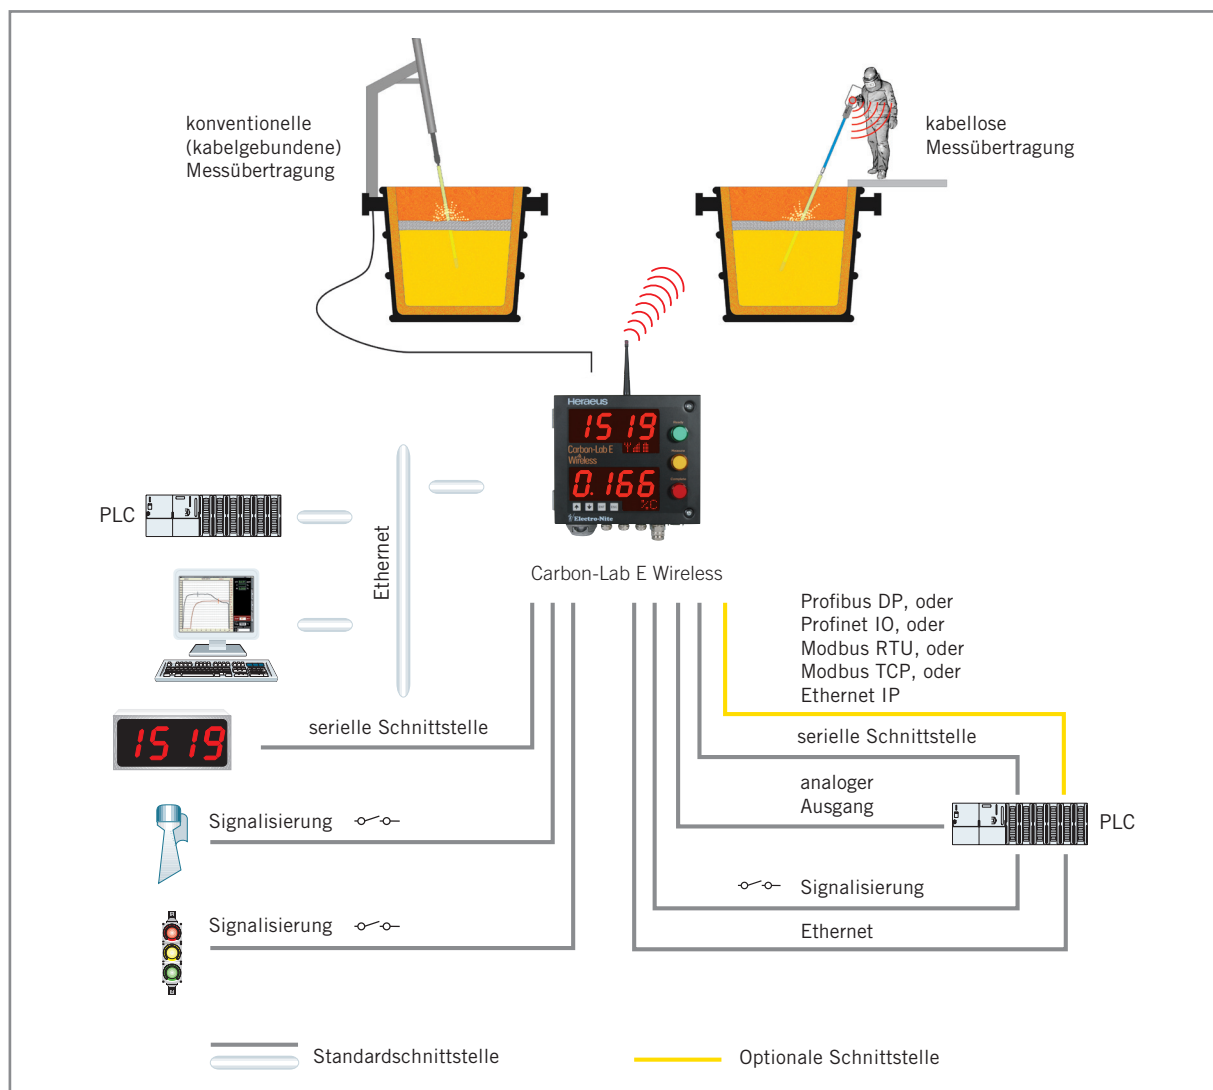 konventionelle
(kabelgebundene)
Messübertragung
kabellose
Messübertragung
Heraeus
1519
Carbon-Lab E
Wireless
0.166
%C
Electro-Nite
PLC
Ethernet
Carbon-Lab E Wireless
Profibus DP, oder
Profinet IO, oder
Modbus RTU, oder
Modbus TCP, oder
Ethernet IP
1519
serielle Schnittstelle
serielle Schnittstelle
analoger
Ausgang
PLC
Signalisierung
Signalisierung
Signalisierung
Ethernet
Standardschnittstelle
Optionale Schnittstelle